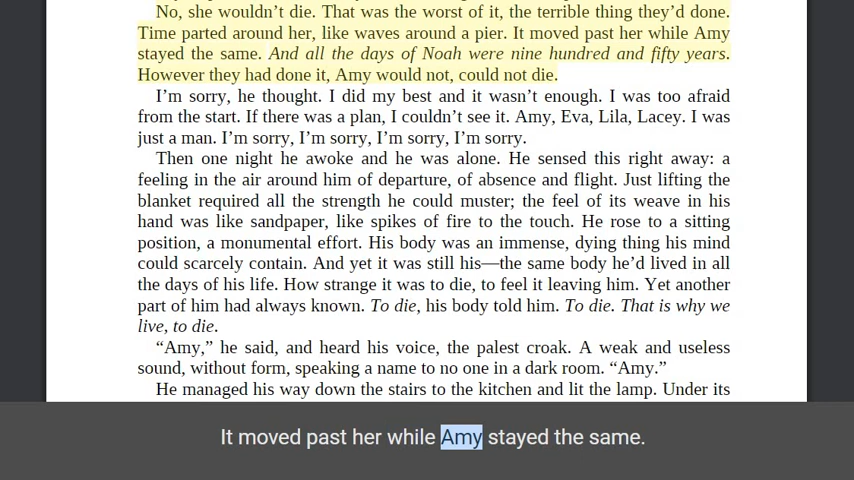 No, she wouldn’t die. That was the worst of it, the terrible thing they’d done.
Time parted around her, like waves around a pier. It moved past her while Amy
stayed the same. And all the days of Noah were nine hundred and fifty years.
However they had done it, Amy would not, could not die.
I’m sorry, he thought. I did my best and it wasn’t enough. I was too afraid
from the start. If there was a plan, I couldn’t see it. Amy, Eva, Lila, Lacey. I was
just a man. I’m sorry, I’m sorry, I’m sorry, I’m sorry.
Then one night he awoke and he was alone. He sensed this right away: a
feeling in the air around him of departure, of absence and flight. Just lifting the
blanket required all the strength he could muster; the feel of its weave in his
hand was like sandpaper, like spikes of fire to the touch. He rose to a sitting
position, a monumental effort. His body was an immense, dying thing his mind
could scarcely contain. And yet it was still his—the same body he’d lived in all
the days of his life. How strange it was to die, to feel it leaving him. Yet another
part of him had always known. To die, his body told him. To die. That is why we
live, to die.
“Amy,” he said, and heard his voice, the palest croak. A weak and useless
sound, without form, speaking a name to no one in a dark room. “Amy.”
He managed his way down the stairs to the kitchen and lit the lamp. Under its
It moved past her while Amy stayed the same.